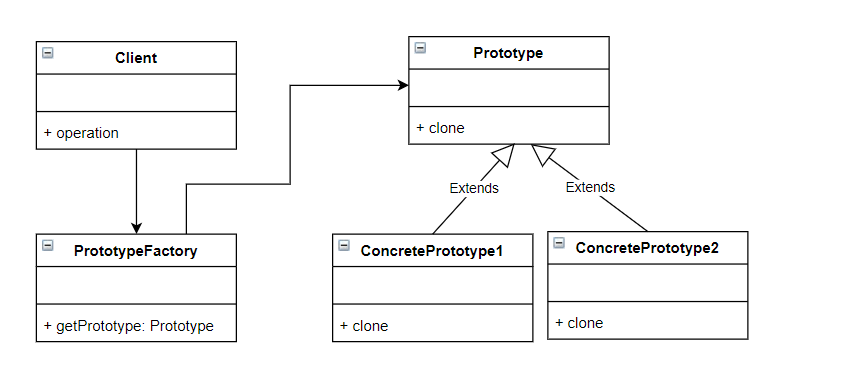 Client
+ operation
Prototype
+ clone
Extends
Extends
PrototypeFactory
+ getPrototype: Prototype
ConcretePrototype1
+ clone
ConcretePrototype2
+ clone